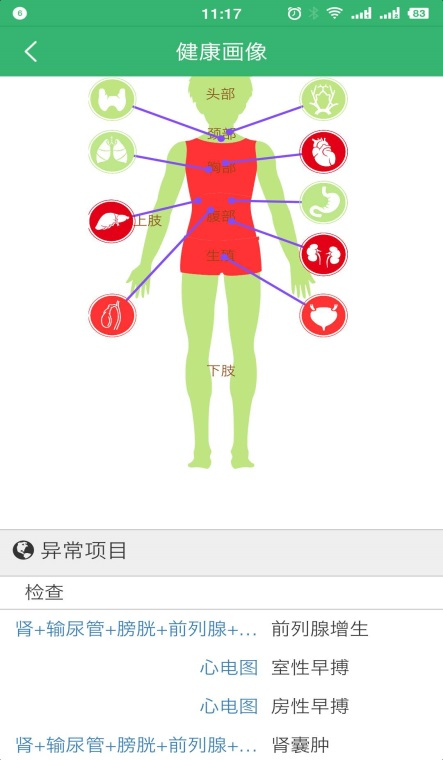 6
11:17
83
健康画像
头部
颈部
胸部
上肢
腹部
下肢
异常项目
检查
肾+输尿管+膀胱+前列腺+... 前列腺增生
心电图 室性早搏
心电图 房性早搏
肾+输尿管+膀胱+前列腺+... 肾囊肿